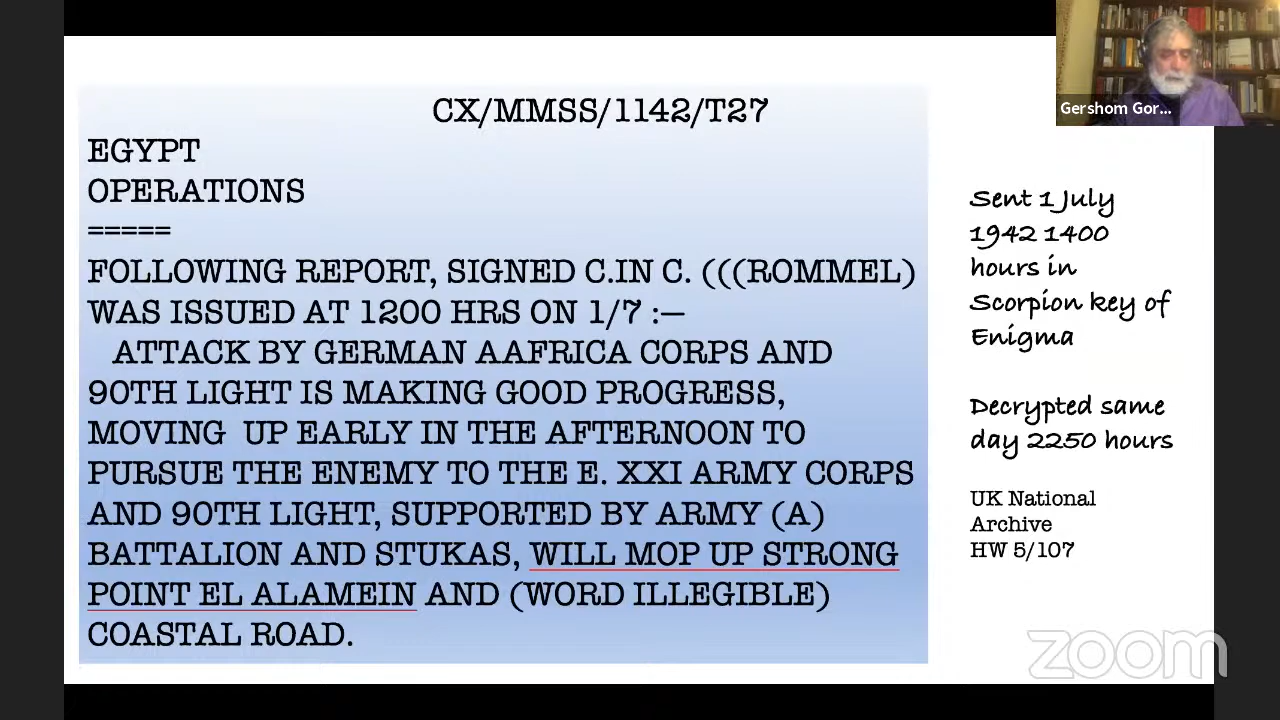 CX/MMSS/1142/T27
EGYPT
OPERATIONS
=====
FOLLOWING REPORT, SIGNED C.IN C. (((ROMMEL)
WAS ISSUED AT 1200 HRS ON 1/7 :—
ATTACK BY GERMAN AAFRICA CORPS AND
90TH LIGHT IS MAKING GOOD PROGRESS,
MOVING UP EARLY IN THE AFTERNOON TO
PURSUE THE ENEMY TO THE E. XXI ARMY CORPS
AND 90TH LIGHT, SUPPORTED BY ARMY (A)
BATTALION AND STUKAS, WILL MOP UP STRONG
POINT EL ALAMEIN AND (WORD ILLEGIBLE)
COASTAL ROAD.
Gershom Gor...
Sent 1 July
1942 1400
hours in
Scorpion key of
Enigma
Decrypted same
day 2250 hours
UK National
Archive
HW 5/107
zoom